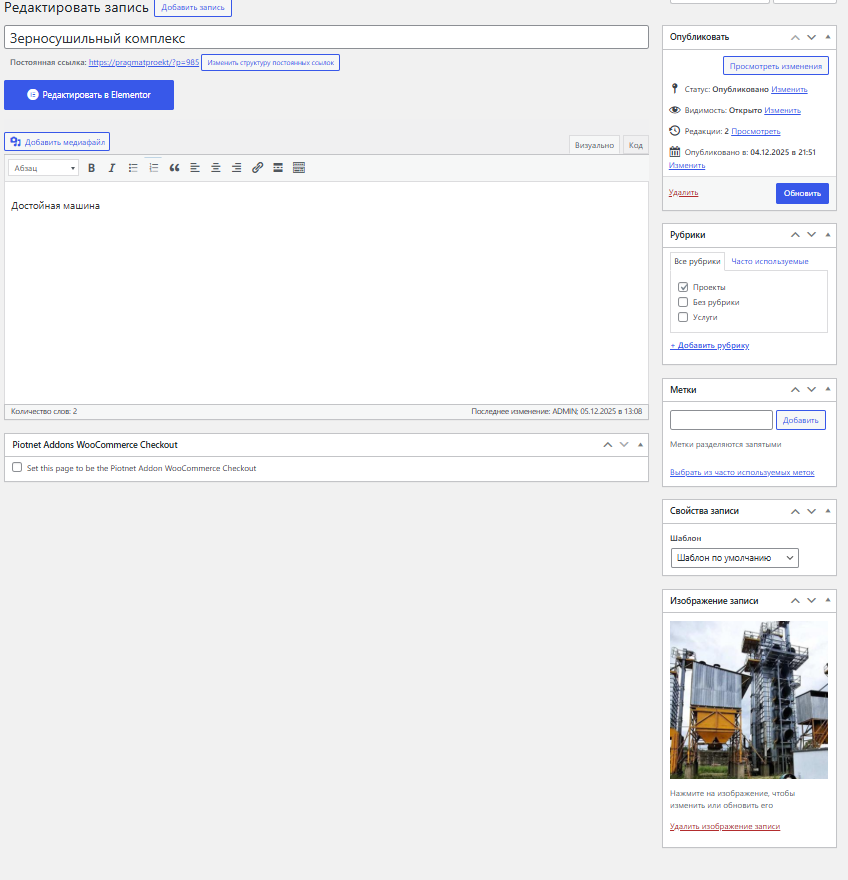 Редактировать запись
Добавить запись
Зерносушильный комплекс
Постоянная ссылка: https://pragmatproekt/?p=985 Изменить структуру постоянных ссылок
Редактировать в Elementor
Добавить медиафайл
Визуально
Код
Абзац
Достойная машина
Количество слов: 2
Последнее изменение: ADMIN; 05.12.2025 в 13:08
Piotnet Addons WooCommerce Checkout
Set this page to be the Piotnet Addon WooCommerce Checkout
Опубликовать
Просмотреть изменения
Статус: Опубликовано Изменить
Видимость: Открыто Изменить
Редакции: 2 Просмотреть
Опубликовано в: 04.12.2025 в 21:51
Изменить
Удалить
Обновить
Рубрики
Все рубрики
Часто используемые
Проекты
Без рубрики
Услуги
+ Добавить рубрику
Метки
Добавить
Метки разделяются запятыми
Выбрать из часто используемых меток
Свойства записи
Шаблон
Шаблон по умолчанию
Изображение записи
Нажмите на изображение, чтобы
изменить или обновить его
Удалить изображение записи